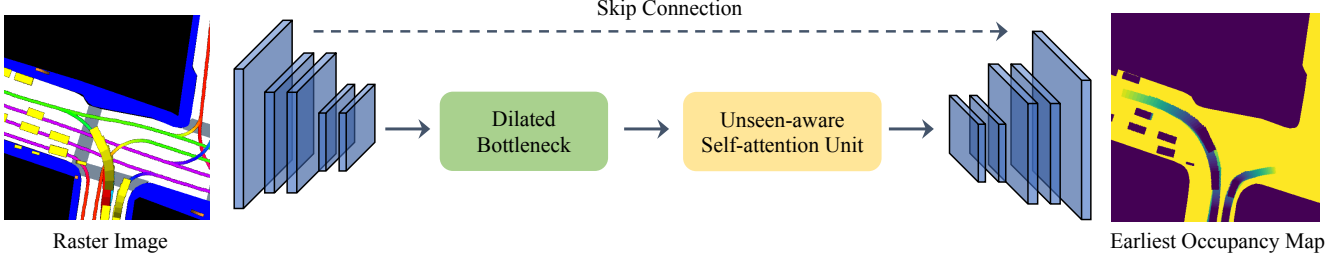 Skip Connection
Dilated
Bottleneck
Unseen-aware
Self-attention Unit
Raster Image
Earliest Occupancy Map